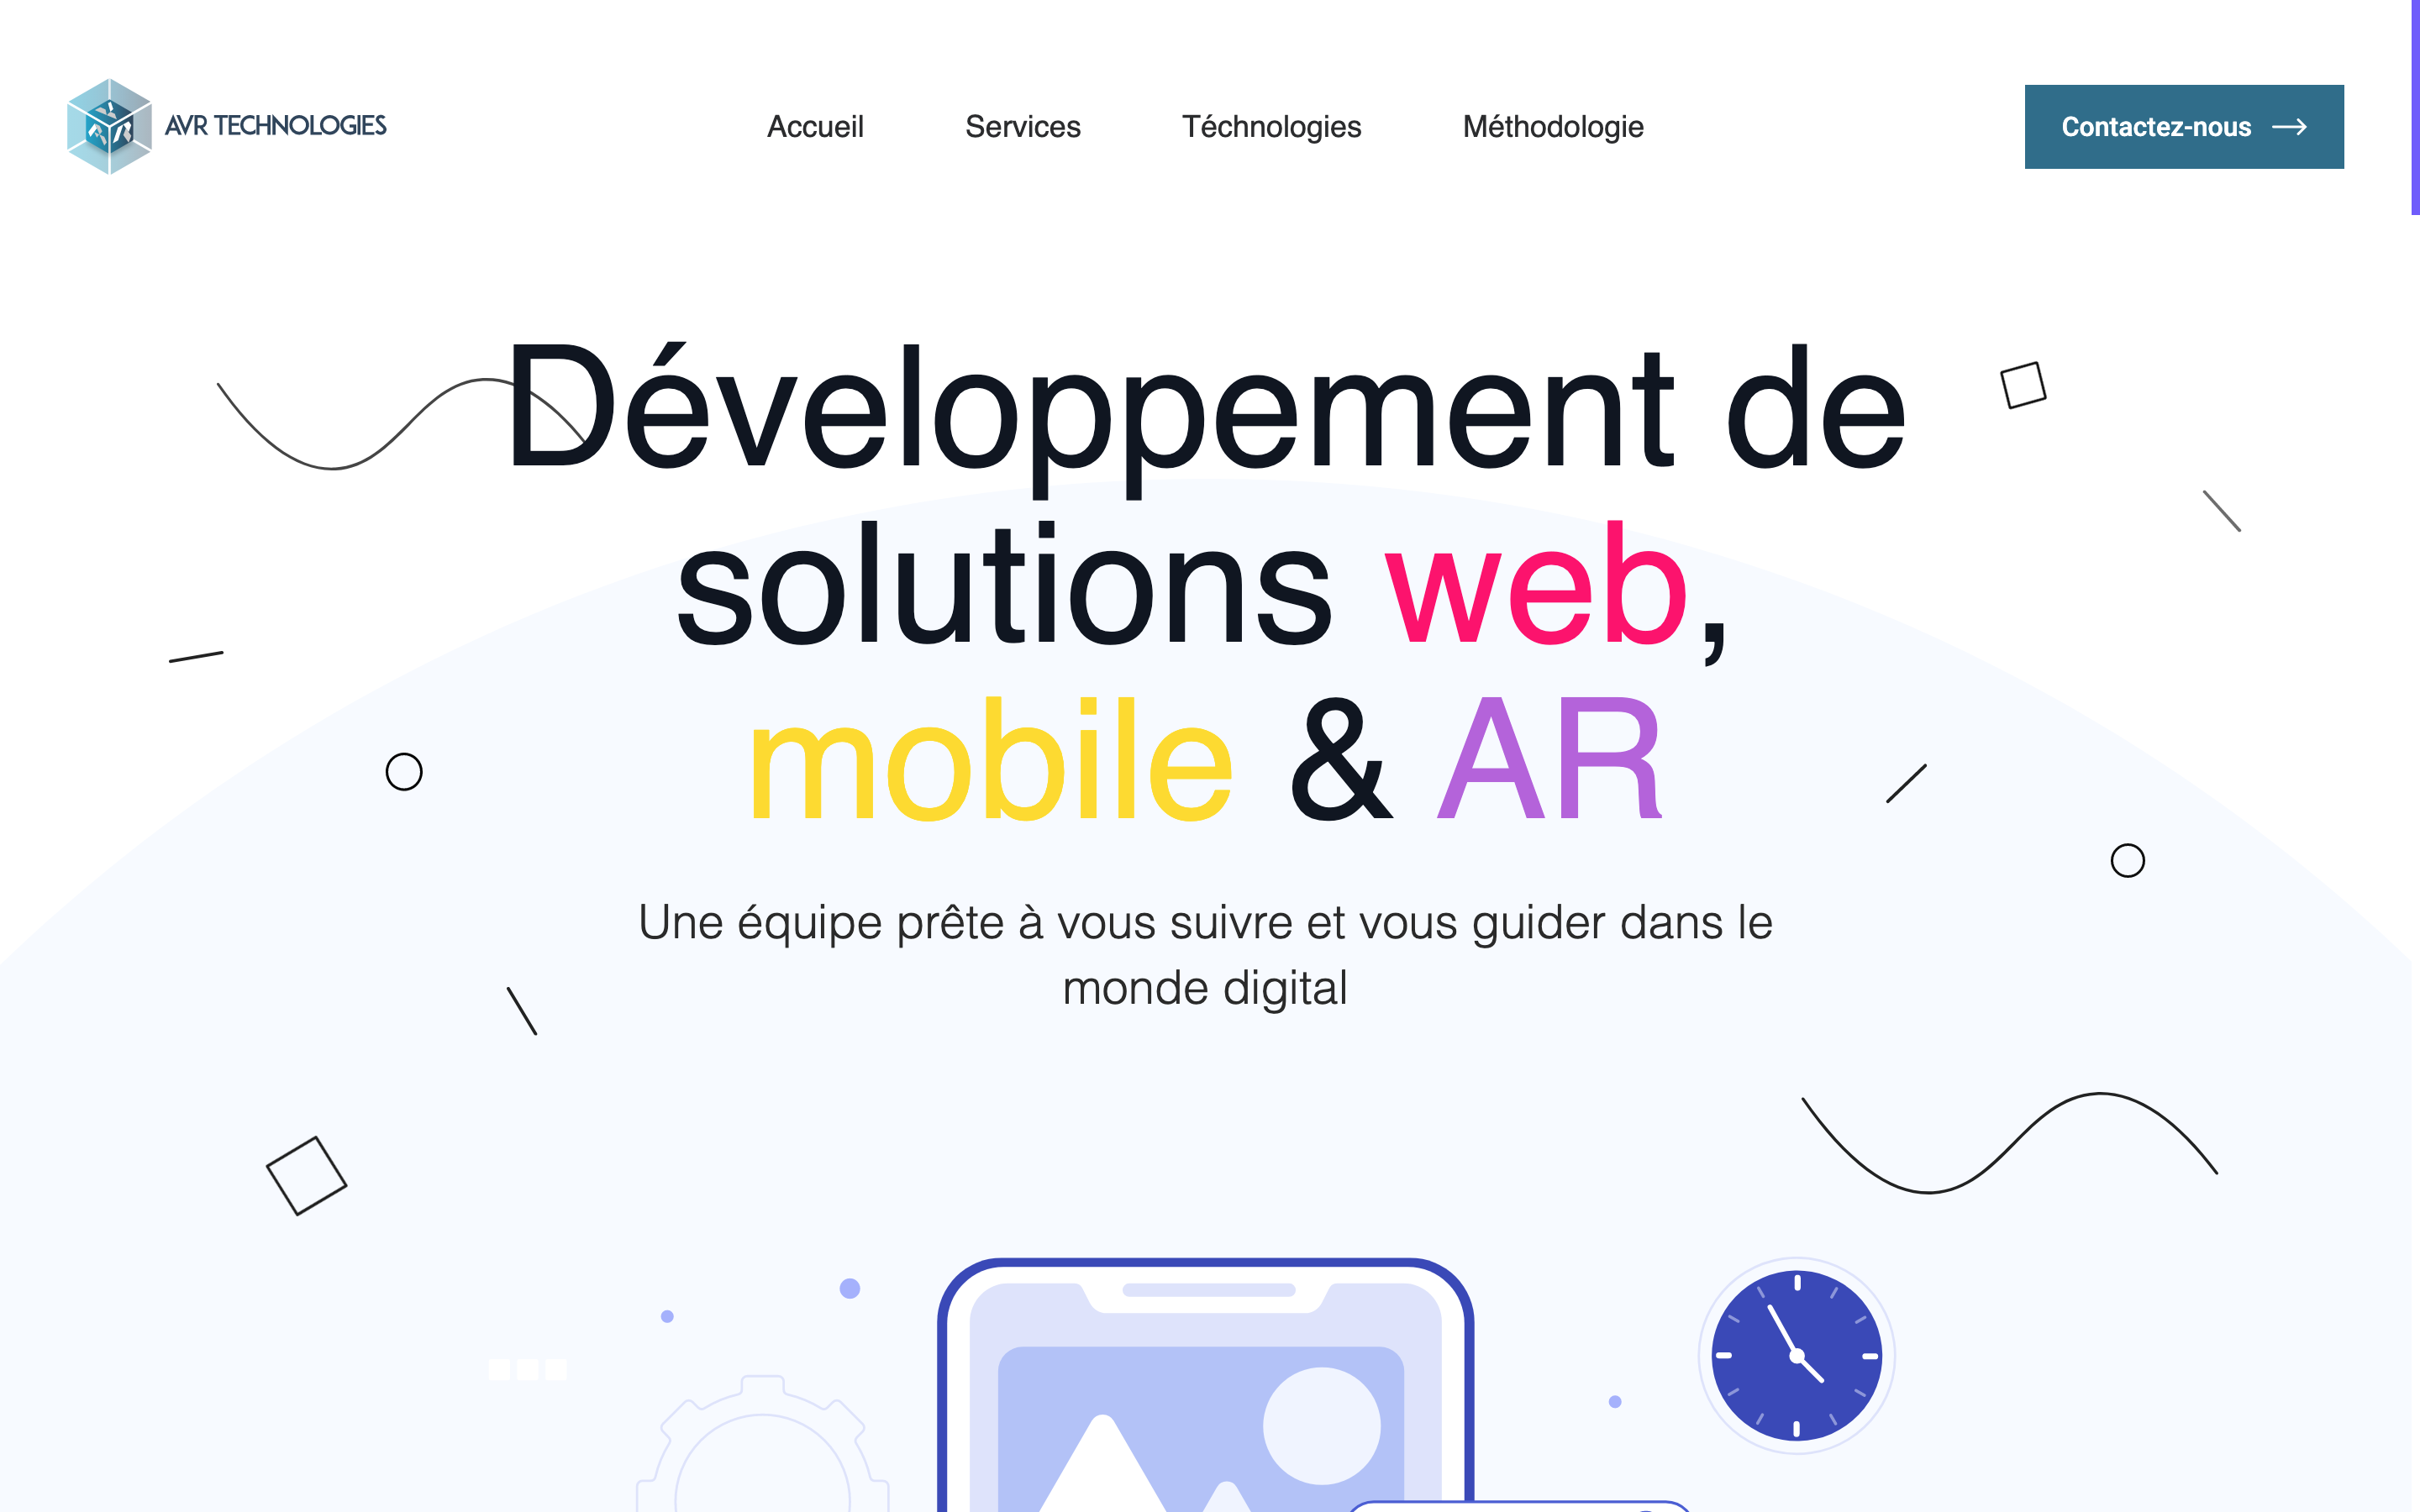 AVR TECHNOLOGIES
Accueil
Services
Téchnologies
Méthodologie
Contactez-nous
Développement de
solutions web,
mobile & AR
Une équipe prête à vous suivre et vous guider dans le
monde digital